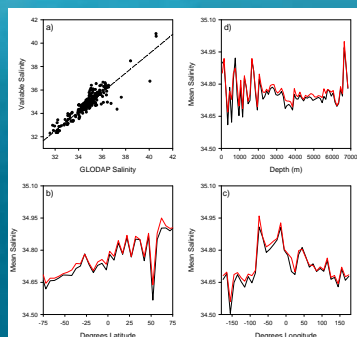 a)
Variable Salinity
42
40
38
36
34
32
32 34 36 38 40 42
GLODAP Salinity
d)
Mean Salinity
35.10
34.95
34.80
34.65
34.50
0 1000 2000 3000 4000 5000 6000 7000
Depth (m)
b)
Mean Salinity
35.10
34.95
34.80
34.65
34.50
-75 -50 -25 0 25 50 75
Degrees Latitude
c)
Mean Salinity
35.10
34.95
34.80
34.65
34.50
-150 -100 -50 0 50 100 150
Degrees Longitude